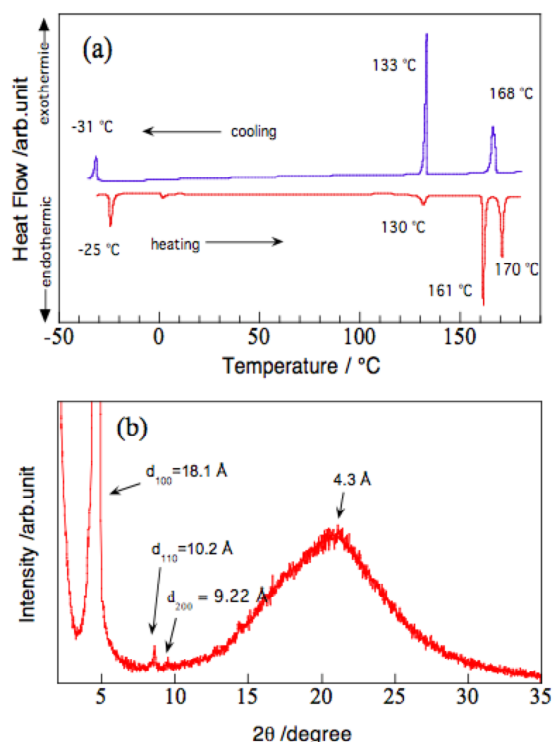 (a)
exothermic
Heat Flow /arb.unit
endothermic
133 °C
168 °C
-31 °C
cooling
-25 °C
heating
130 °C
161 °C
170 °C
-50 0 50 100 150
Temperature / °C
(b)
Intensity /arb.unit
d100=18.1 Å
4.3 Å
d110=10.2 Å
d200 = 9.22 Å
5 10 15 20 25 30 35
2θ /degree